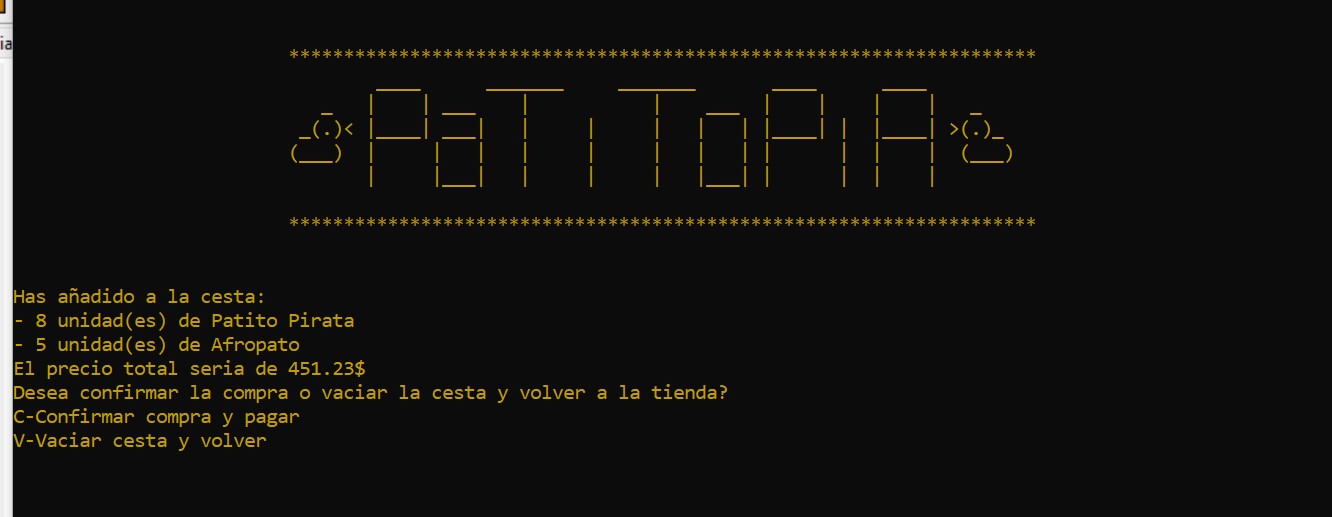 ia
********************************************************************
PaTiToPIA
********************************************************************
Has añadido a la cesta:
- 8 unidad(es) de Patito Pirata
- 5 unidad(es) de Afropato
El precio total seria de 451.23$
Desea confirmar la compra o vaciar la cesta y volver a la tienda?
C-Confirmar compra y pagar
V-Vaciar cesta y volver